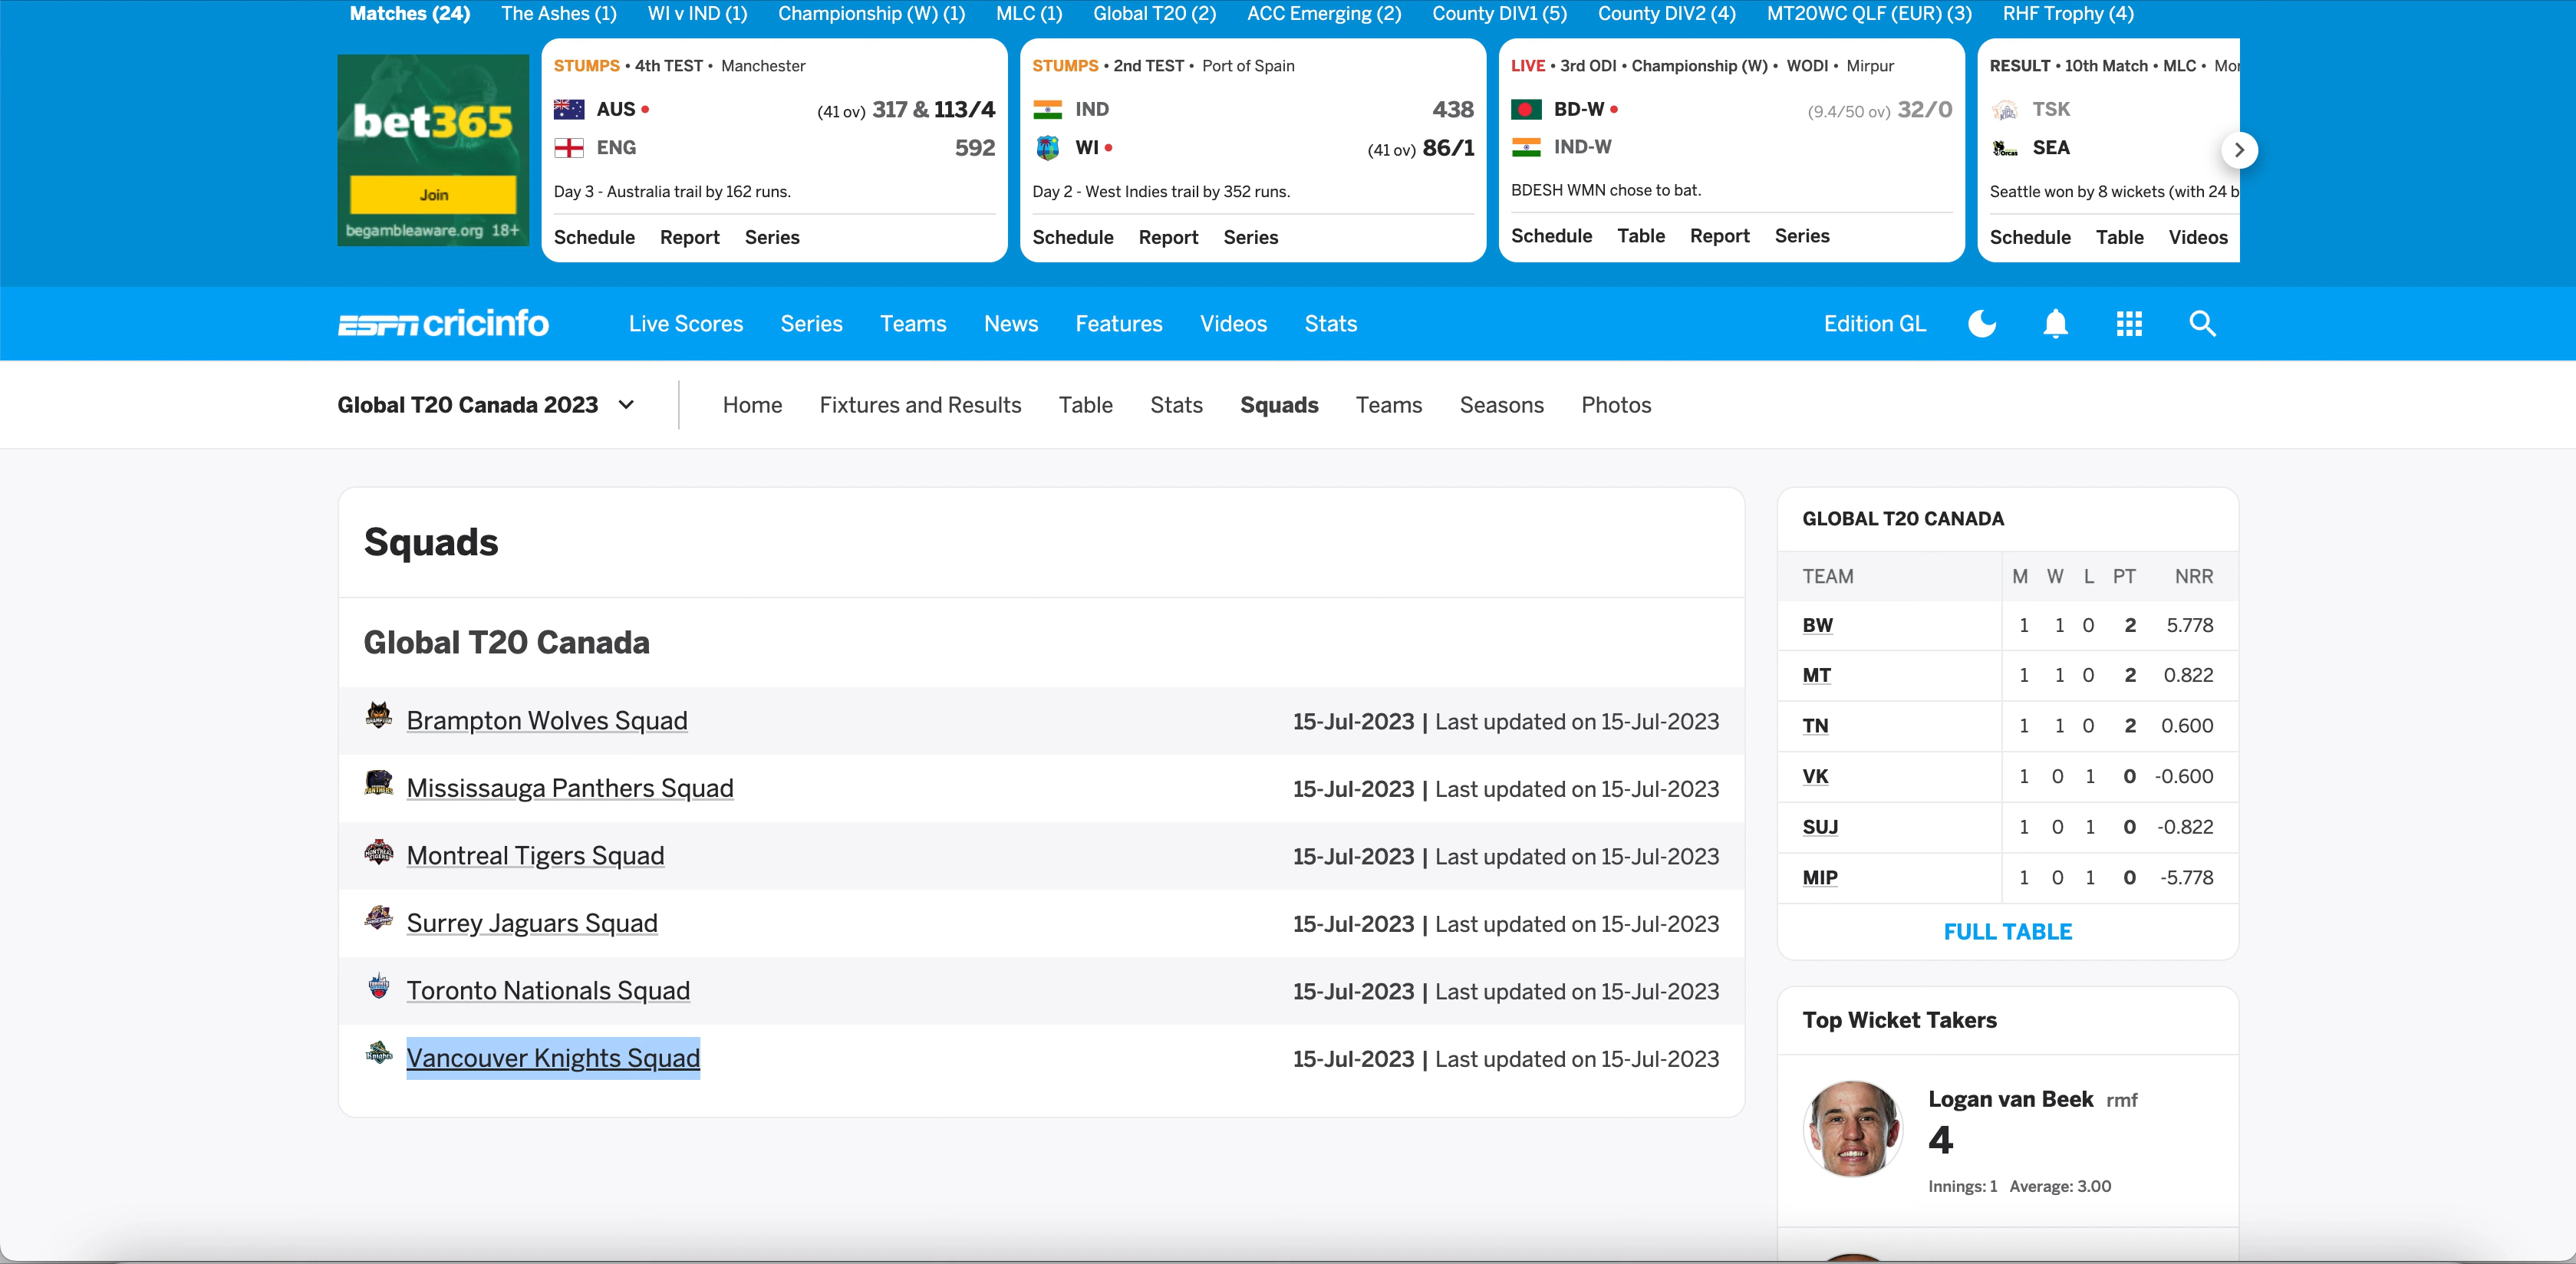 Matches (24) The Ashes (1) WI v IND (1) Championship (W) (1) MLC (1) Global T20 (2) ACC Emerging (2) County DIV1 (5) County DIV2 (4) MT20WC QLF (EUR) (3) RHF Trophy (4)
bet365
Join
begambleaware.org 18+
STUMPS • 4th TEST • Manchester
AUS (41 ov) 317 & 113/4
ENG 592
Day 3 - Australia trail by 162 runs.
Schedule Report Series
STUMPS • 2nd TEST • Port of Spain
IND 438
WI (41 ov) 86/1
Day 2 - West Indies trail by 352 runs.
Schedule Report Series
LIVE • 3rd ODI • Championship (W) • WODI • Mirpur
BD-W (9.4/50 ov) 32/0
IND-W
BDESH WMN chose to bat.
Schedule Table Report Series
RESULT • 10th Match • MLC • Mor
TSK
SEA
Seattle won by 8 wickets (with 24 b
Schedule Table Videos
ESPN cricinfo Live Scores Series Teams News Features Videos Stats Edition GL
Global T20 Canada 2023 Home Fixtures and Results Table Stats Squads Teams Seasons Photos
Squads
Global T20 Canada
Brampton Wolves Squad 15-Jul-2023 | Last updated on 15-Jul-2023
Mississauga Panthers Squad 15-Jul-2023 | Last updated on 15-Jul-2023
Montreal Tigers Squad 15-Jul-2023 | Last updated on 15-Jul-2023
Surrey Jaguars Squad 15-Jul-2023 | Last updated on 15-Jul-2023
Toronto Nationals Squad 15-Jul-2023 | Last updated on 15-Jul-2023
Vancouver Knights Squad 15-Jul-2023 | Last updated on 15-Jul-2023
GLOBAL T20 CANADA
TEAM M W L PT NRR
BW 1 1 0 2 5.778
MT 1 1 0 2 0.822
TN 1 1 0 2 0.600
VK 1 0 1 0 -0.600
SUJ 1 0 1 0 -0.822
MIP 1 0 1 0 -5.778
FULL TABLE
Top Wicket Takers
Logan van Beek rmf
4
Innings: 1 Average: 3.00